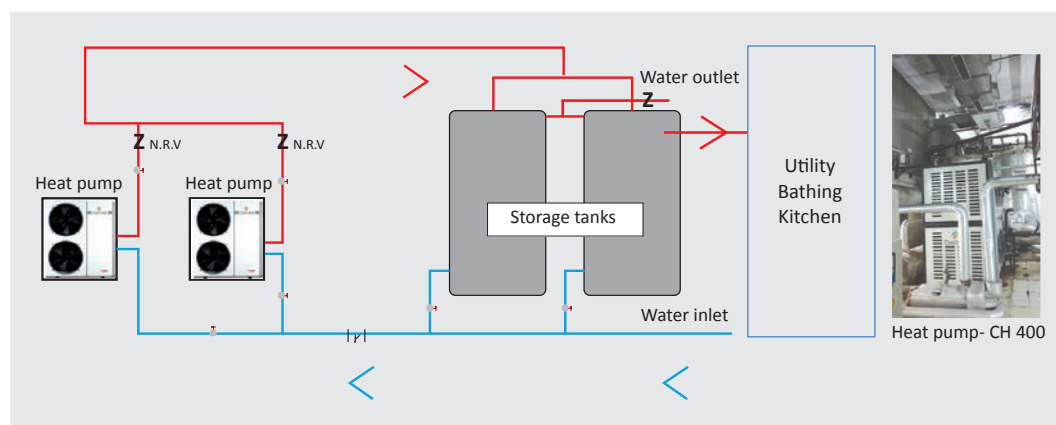 Water outlet
Z
Z N.R.V
Z N.R.V
Heat pump
Heat pump
Utility
Bathing
Kitchen
Storage tanks
Water inlet
Heat pump- CH 400